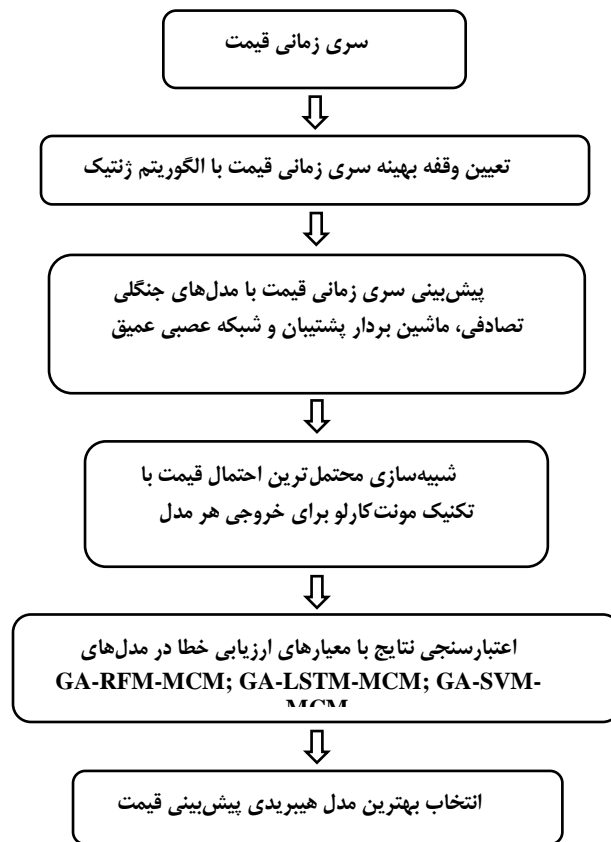 سری زمانی قیمت
تعیین وقفه بهینه سری زمانی قیمت با الگوریتم ژنتیک
پیش‌بینی سری زمانی قیمت با مدل‌های جنگلی
تصادفی، ماشین بردار پشتیبان و شبکه عصبی عمیق
شبیه‌سازی محتمل‌ترین احتمال قیمت با
تکنیک مونت‌کارلو برای خروجی هر مدل
اعتبارسنجی نتایج با معیارهای ارزیابی خطا در مدل‌های
GA-RFM-MCM; GA-LSTM-MCM; GA-SVM-
MCM
انتخاب بهترین مدل هیبریدی پیش‌بینی قیمت